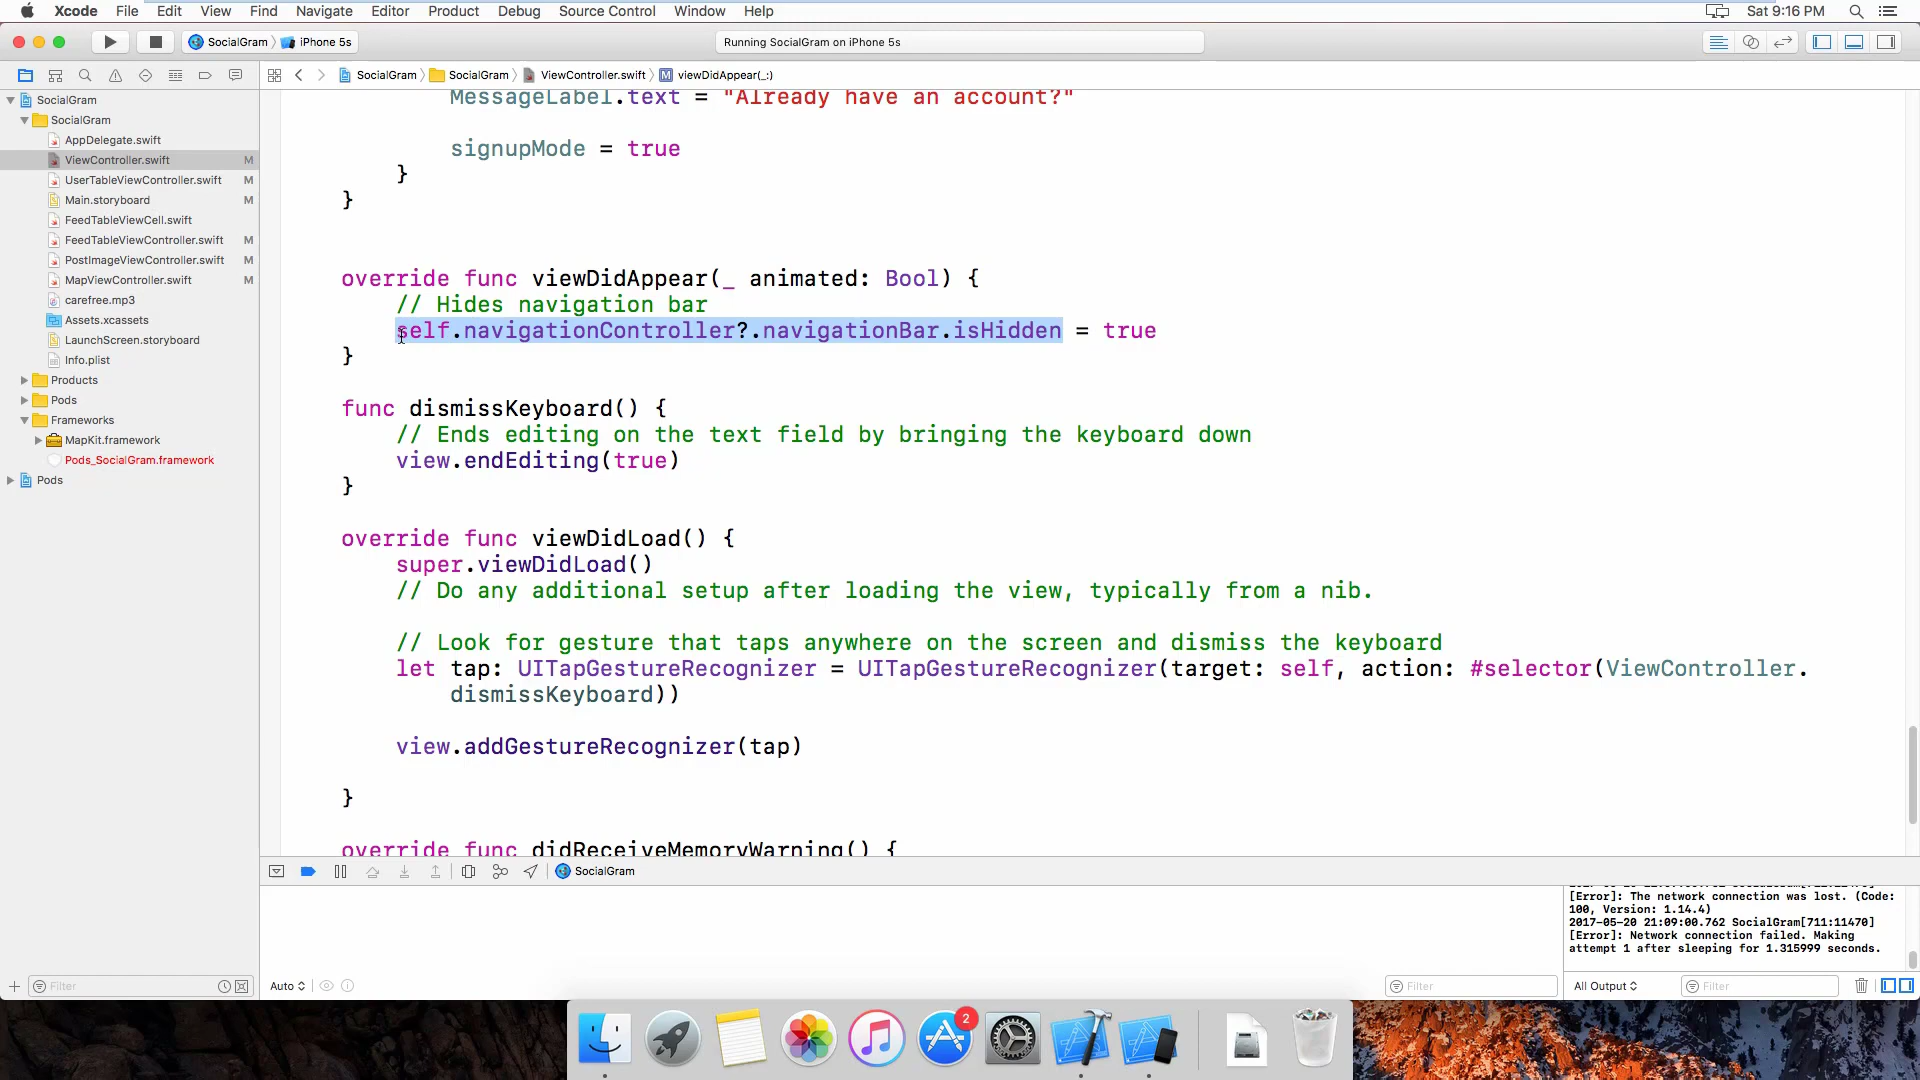 Xcode File Edit View Find Navigate Editor Product Debug Source Control Window Help Sat 9:16 PM
SocialGram iPhone 5s Running SocialGram on iPhone 5s
SocialGram SocialGram ViewController.swift M viewDidAppear(_:)
SocialGram
SocialGram
AppDelegate.swift
ViewController.swift M
UserTableViewController.swift M
Main.storyboard M
FeedTableViewCell.swift
FeedTableViewController.swift M
PostImageViewController.swift M
MapViewController.swift M
carefree.mp3
Assets.xcassets
LaunchScreen.storyboard
Info.plist
Products
Pods
Frameworks
MapKit.framework
Pods_SocialGram.framework
Pods
MessageLabel.text = "Already have an account?"
signupMode = true
}
}
override func viewDidAppear(_ animated: Bool) {
// Hides navigation bar
self.navigationController?.navigationBar.isHidden = true
}
func dismissKeyboard() {
// Ends editing on the text field by bringing the keyboard down
view.endEditing(true)
}
override func viewDidLoad() {
super.viewDidLoad()
// Do any additional setup after loading the view, typically from a nib.
// Look for gesture that taps anywhere on the screen and dismiss the keyboard
let tap: UITapGestureRecognizer = UITapGestureRecognizer(target: self, action: #selector(ViewController.
dismissKeyboard))
view.addGestureRecognizer(tap)
}
override func didReceiveMemoryWarning() {
SocialGram
[Error]: The network connection was lost. (Code:
100, Version: 1.14.4)
2017-05-20 21:09:00.762 SocialGram[711:11470]
[Error]: Network connection failed. Making
attempt 1 after sleeping for 1.315999 seconds.
Filter Auto Filter All Output Filter
2